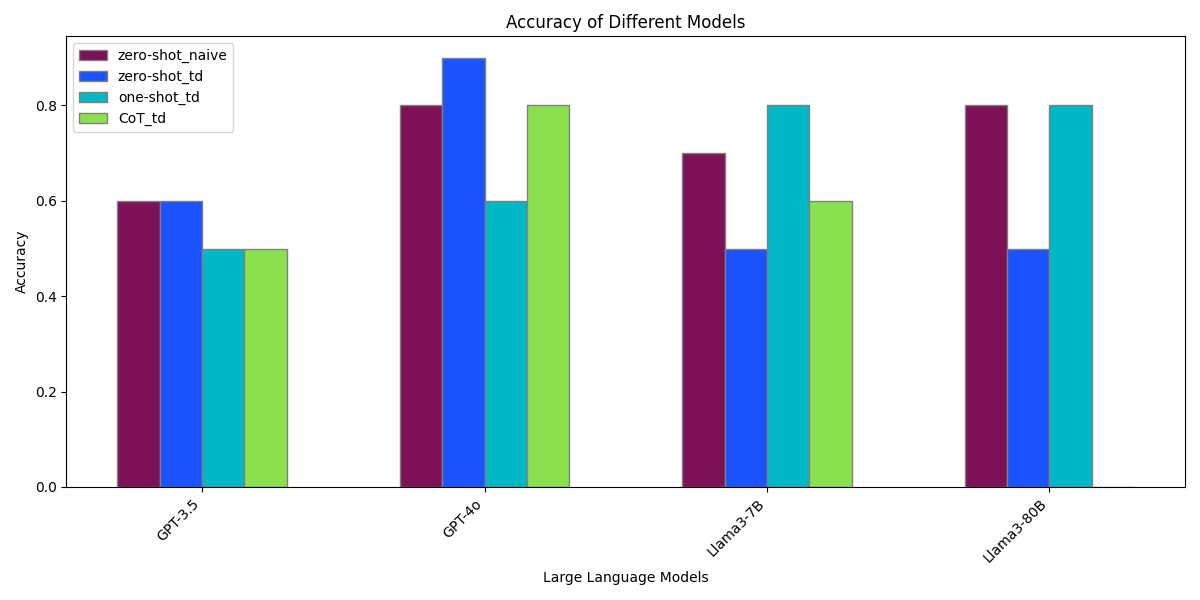 Accuracy of Different Models
zero-shot_naive
zero-shot_td
one-shot_td
CoT_td
Accuracy
0.8
0.6
0.4
0.2
0.0
GPT-3.5
GPT-4o
Llama3-7B
Llama3-80B
Large Language Models